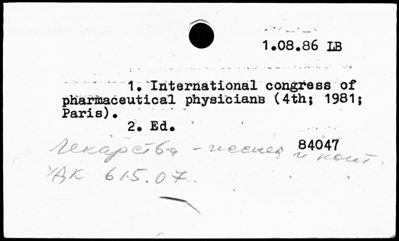 1.08.86 LB
1. International congress of
pharmaceutical physicians (4th; 1981;
Paris).
2. Ed.
84047
Лекарства - исслед. и конт.
УДК 615.07